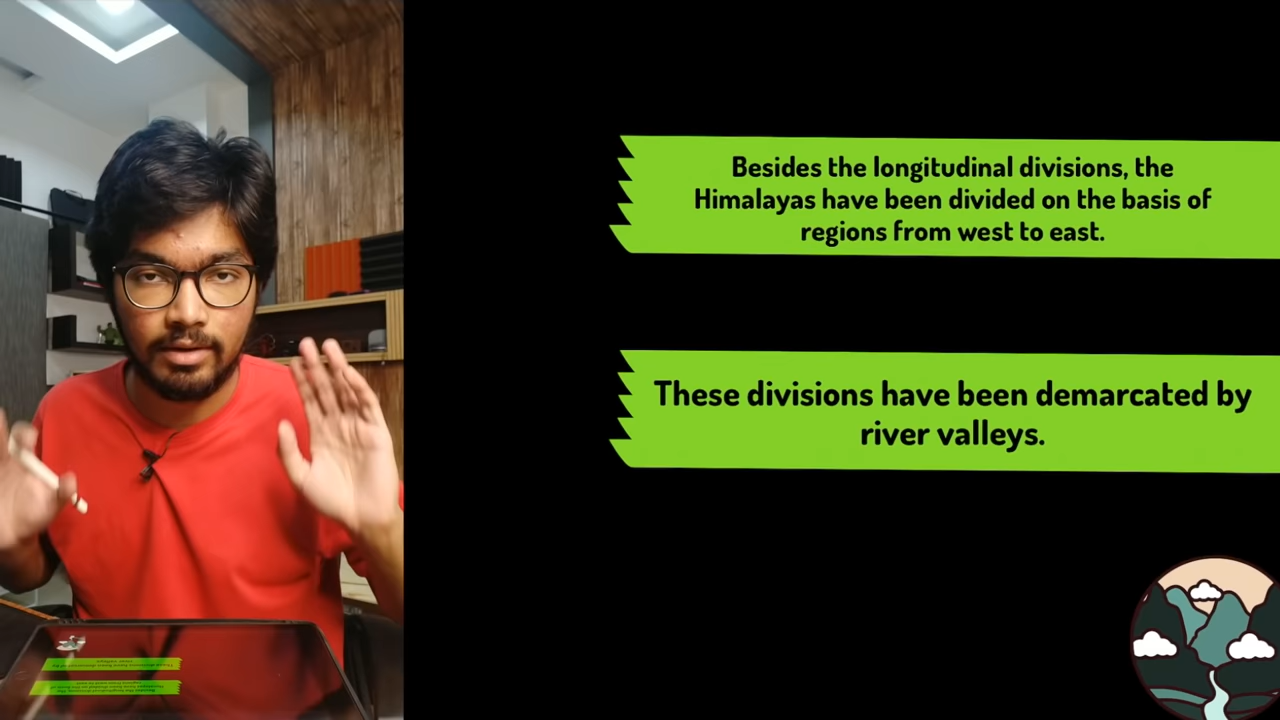 Besides the longitudinal divisions, the
Himalayas have been divided on the basis of
regions from west to east.
These divisions have been demarcated by
river valleys.